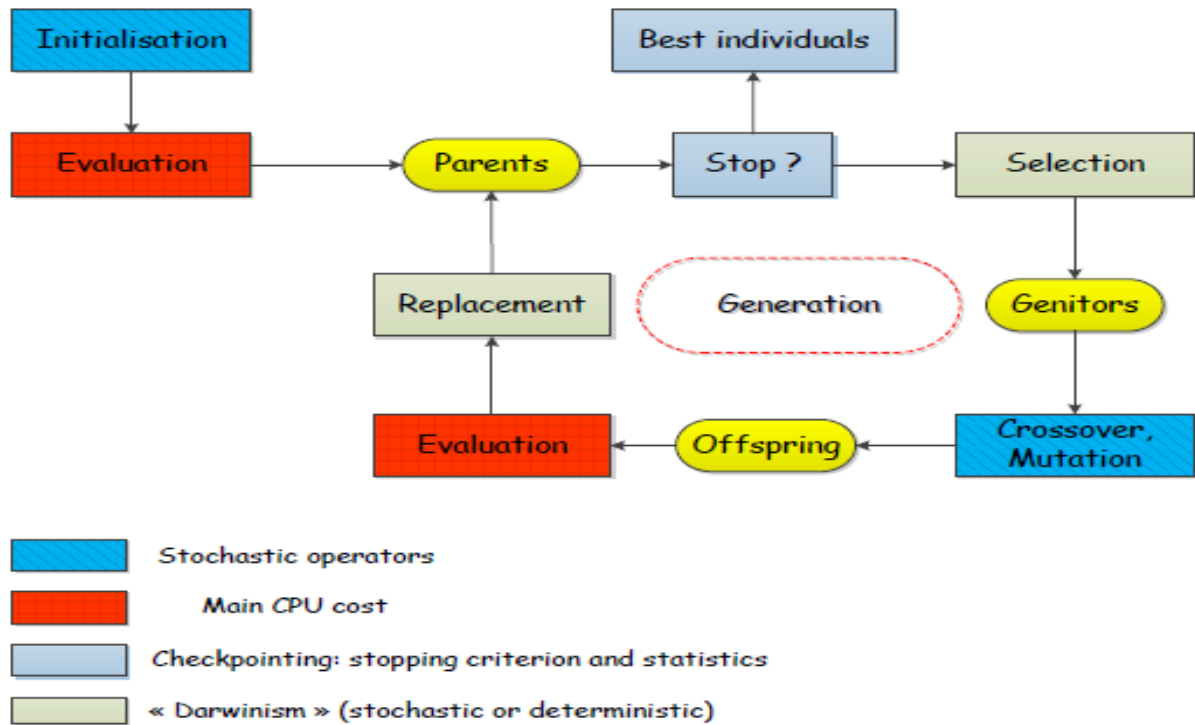 Initialisation
Best individuals
Evaluation
Parents
Stop ?
Selection
Replacement
Generation
Genitors
Evaluation
Offspring
Crossover,
Mutation
Stochastic operators
Main CPU cost
Checkpointing: stopping criterion and statistics
« Darwinism » (stochastic or deterministic)